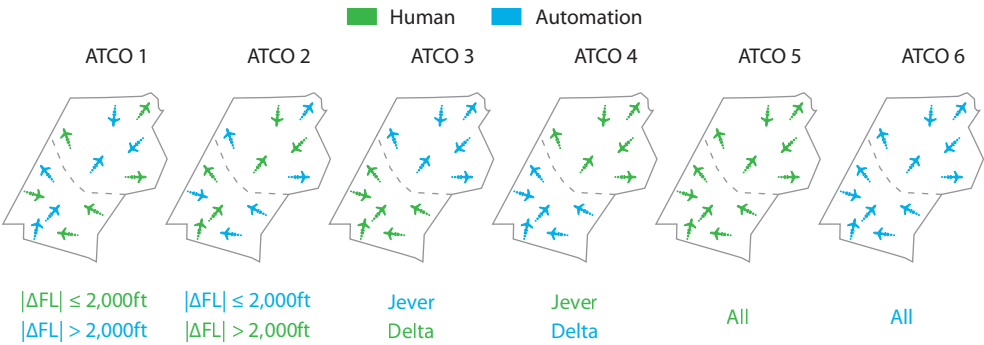 Human Automation
ATCO 1 ATCO 2 ATCO 3 ATCO 4 ATCO 5 ATCO 6
|ΔFL| ≤ 2,000ft |ΔFL| ≤ 2,000ft Jever Jever All All
|ΔFL| > 2,000ft |ΔFL| > 2,000ft Delta Delta